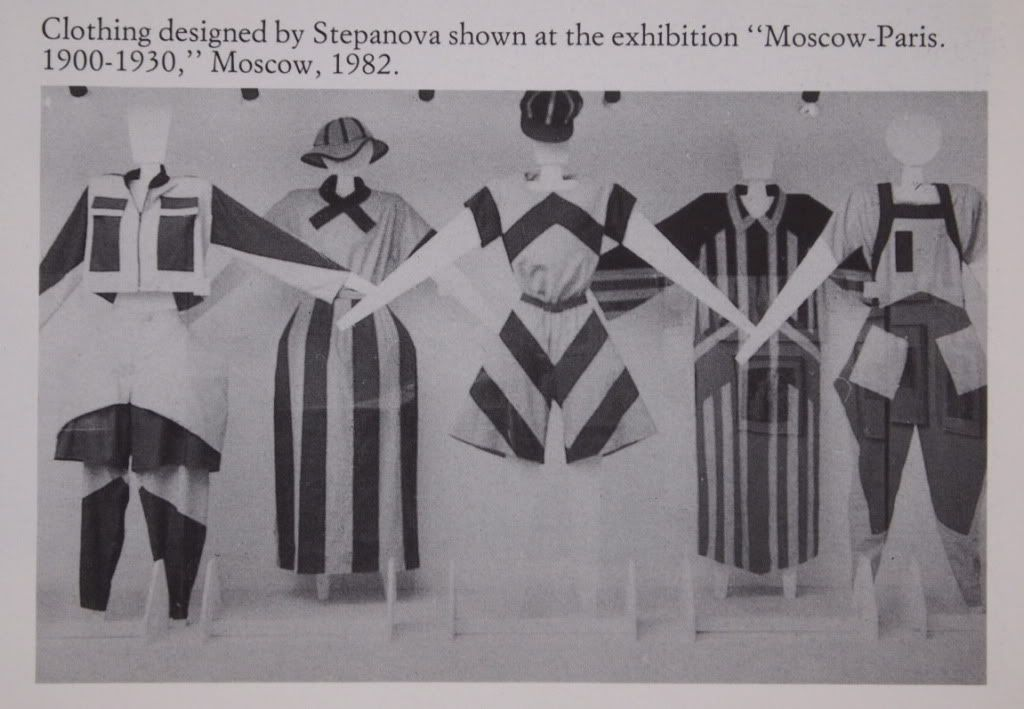 Clothing designed by Stepanova shown at the exhibition “Moscow-Paris.
1900-1930,” Moscow, 1982.